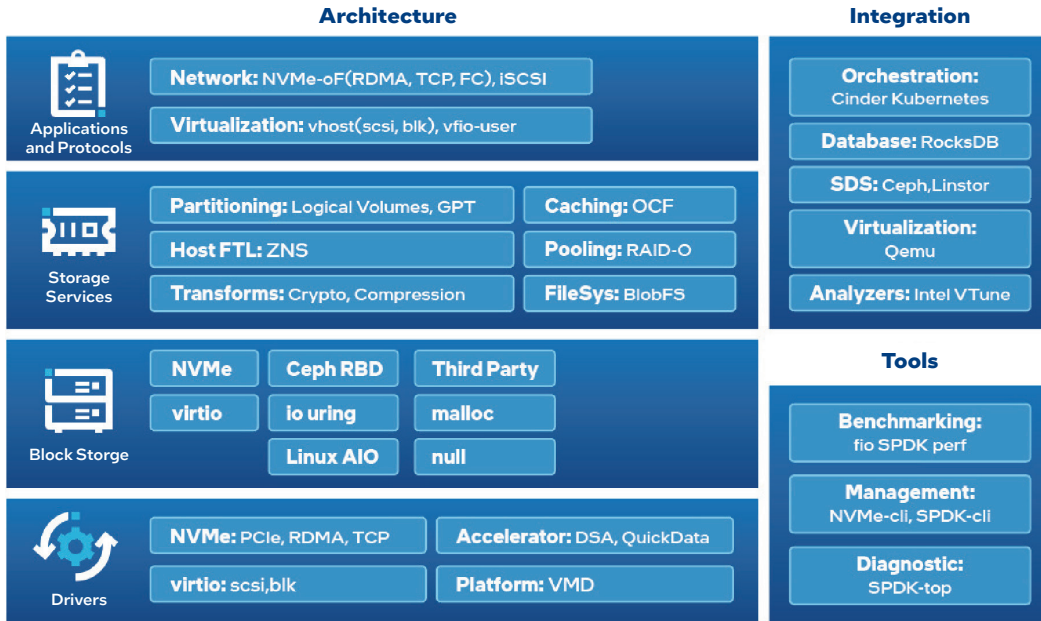 Architecture
Applications
and Protocols
Network: NVMe-oF(RDMA, TCP, FC), iSCSI
Virtualization: vhost(scsi, blk), vfio-user
Storage
Services
Partitioning: Logical Volumes, GPT
Caching: OCF
Host FTL: ZNS
Pooling: RAID-O
Transforms: Crypto, Compression
FileSys: BlobFS
Block Storge
NVMe
Ceph RBD
Third Party
virtio
io uring
malloc
Linux AIO
null
Drivers
NVMe: PCIe, RDMA, TCP
Accelerator: DSA, QuickData
virtio: scsi,blk
Platform: VMD
Integration
Orchestration:
Cinder Kubernetes
Database: RocksDB
SDS: Ceph,Linstor
Virtualization:
Qemu
Analyzers: Intel VTune
Tools
Benchmarking:
fio SPDK perf
Management:
NVMe-cli, SPDK-cli
Diagnostic:
SPDK-top